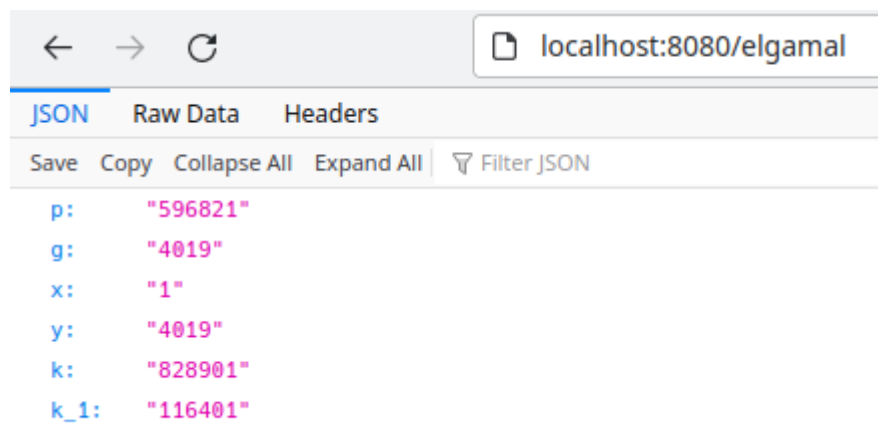 localhost:8080/elgamal
JSON Raw Data Headers
Save Copy Collapse All Expand All Filter JSON
p: "596821"
g: "4019"
x: "1"
y: "4019"
k: "828901"
k_1: "116401"